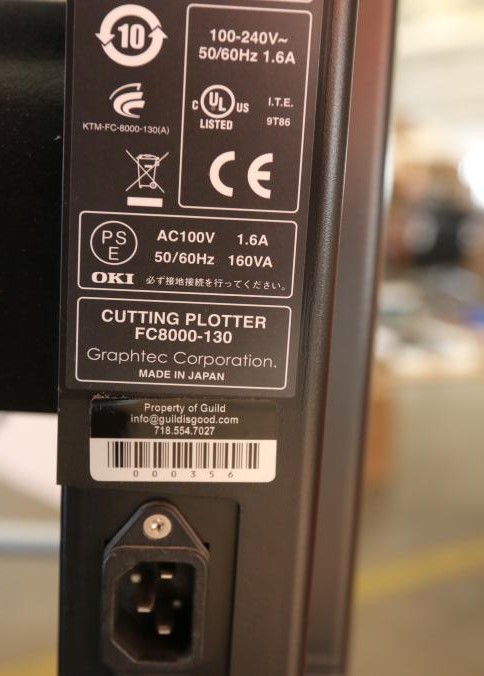 10
100-240V~
50/60Hz 1.6A
KTM-FC-8000-130(A)
C UL US
LISTED
I.T.E.
9T86
CE
PS
E
AC100V 1.6A
50/60Hz 160VA
OKI 必ず接地接続を行ってください。
CUTTING PLOTTER
FC8000-130
Graphtec Corporation.
MADE IN JAPAN
Property of Guild
info@guildisgood.com
718.554.7027
000356